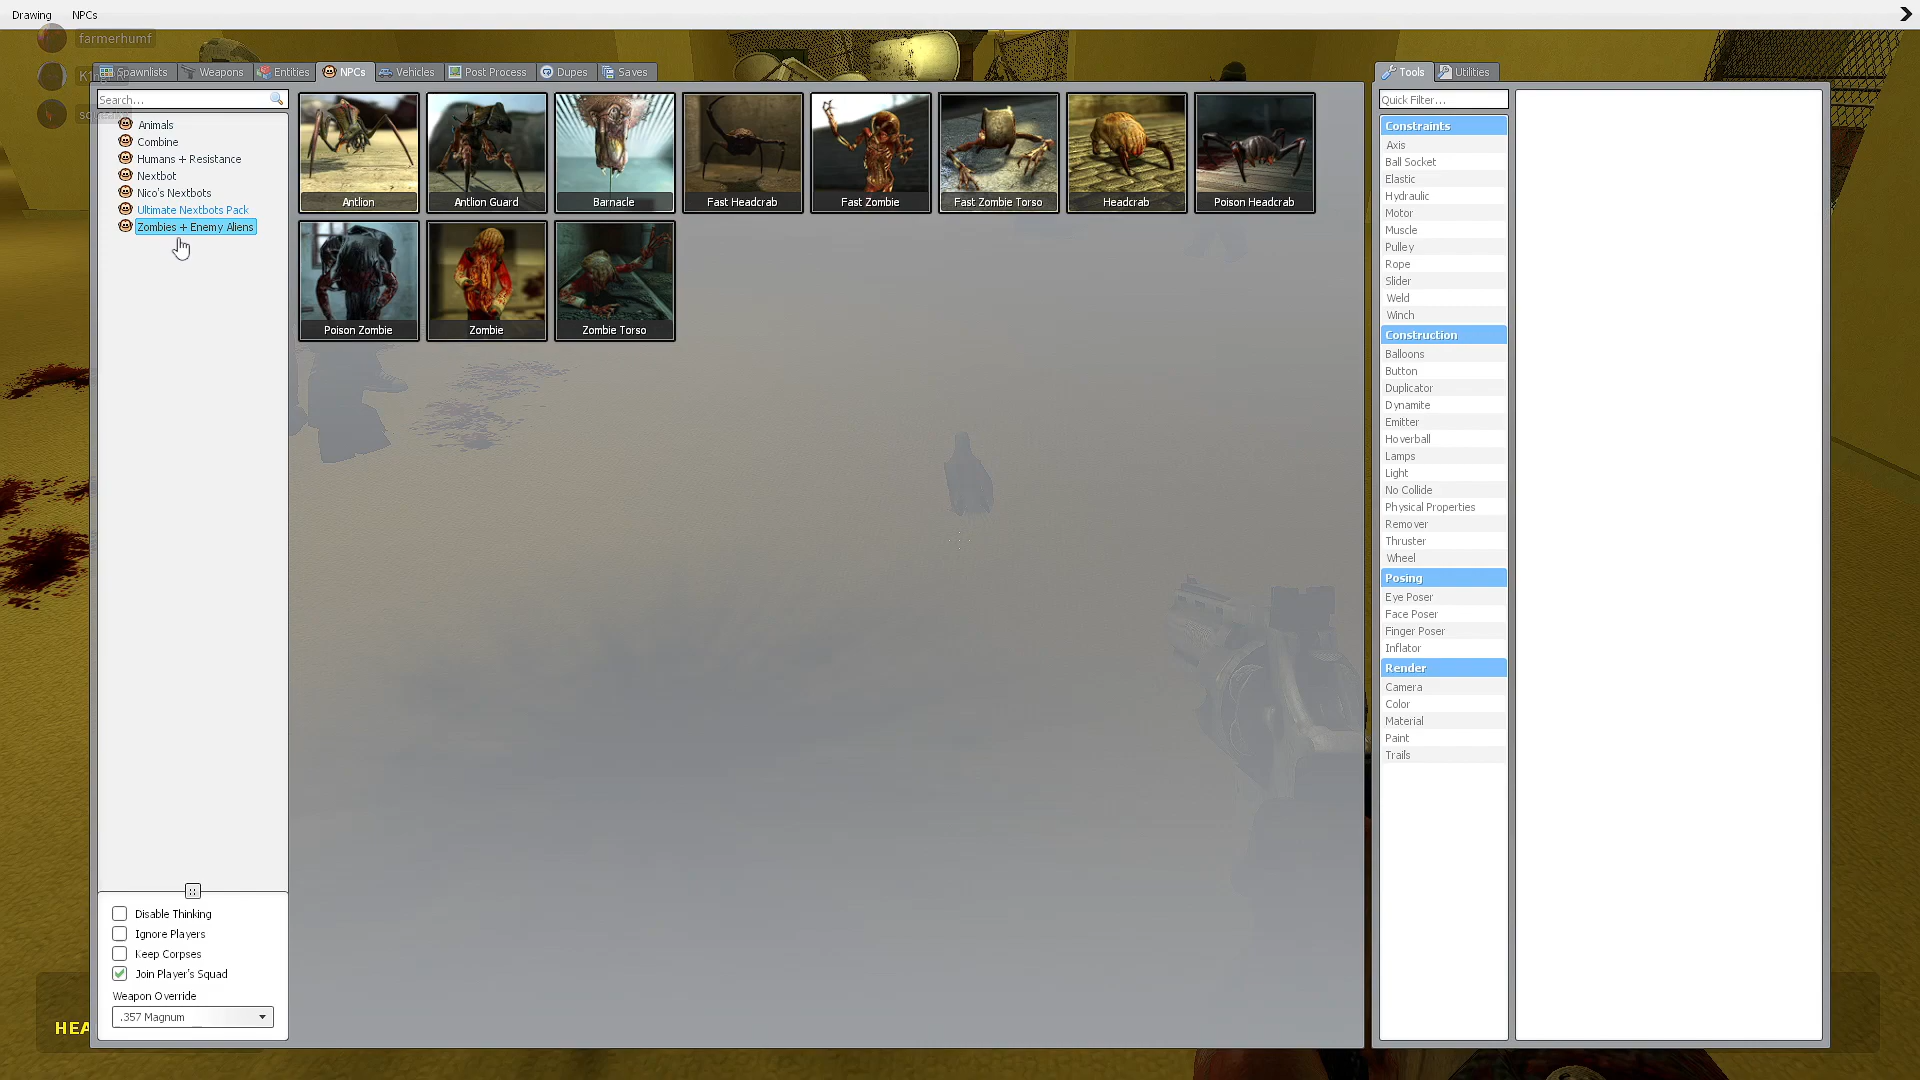 Drawing NPCs
farmerhumf
Spawnlists Weapons Entities NPCs Vehicles Post Process Dupes Saves
Search...
Animals
Combine
Humans + Resistance
Nextbot
Nico's Nextbots
Ultimate Nextbots Pack
Zombies + Enemy Aliens
Antlion Antlion Guard Barnacle Fast Headcrab Fast Zombie Fast Zombie Torso Headcrab Poison Headcrab
Poison Zombie Zombie Zombie Torso
Disable Thinking
Ignore Players
Keep Corpses
Join Player's Squad
Weapon Override
.357 Magnum
HEA
Tools Utilities
Quick Filter...
Constraints
Axis
Ball Socket
Elastic
Hydraulic
Motor
Muscle
Pulley
Rope
Slider
Weld
Winch
Construction
Balloons
Button
Duplicator
Dynamite
Emitter
Hoverball
Lamps
Light
No Collide
Physical Properties
Remover
Thruster
Wheel
Posing
Eye Poser
Face Poser
Finger Poser
Inflator
Render
Camera
Color
Material
Paint
Trails